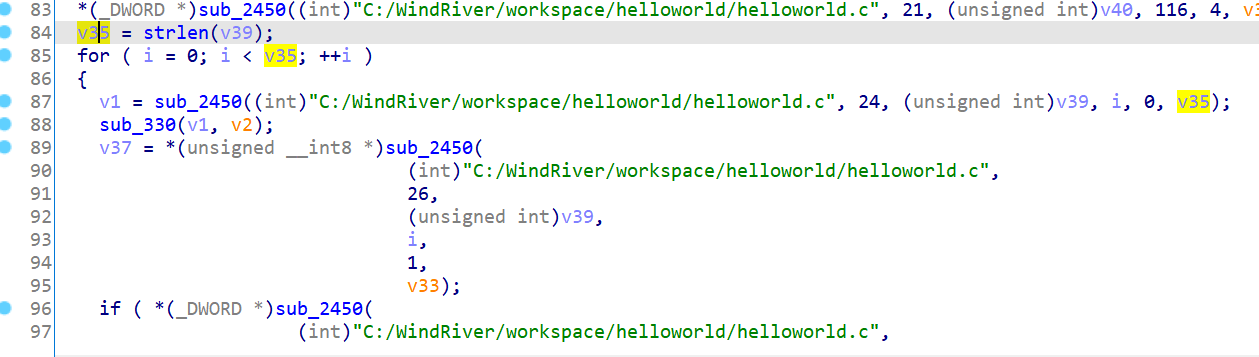 83 *(_DWORD *)sub_2450((int)"C:/WindRiver/workspace/helloworld/helloworld.c", 21, (unsigned int)v40, 116, 4, v3
84 v35 = strlen(v39);
85 for ( i = 0; i < v35; ++i )
86 {
87 v1 = sub_2450((int)"C:/WindRiver/workspace/helloworld/helloworld.c", 24, (unsigned int)v39, i, 0, v35);
88 sub_330(v1, v2);
89 v37 = *(unsigned __int8 *)sub_2450(
90 (int)"C:/WindRiver/workspace/helloworld/helloworld.c",
91 26,
92 (unsigned int)v39,
93 i,
94 1,
95 v33);
96 if ( *(_DWORD *)sub_2450(
97 (int)"C:/WindRiver/workspace/helloworld/helloworld.c",